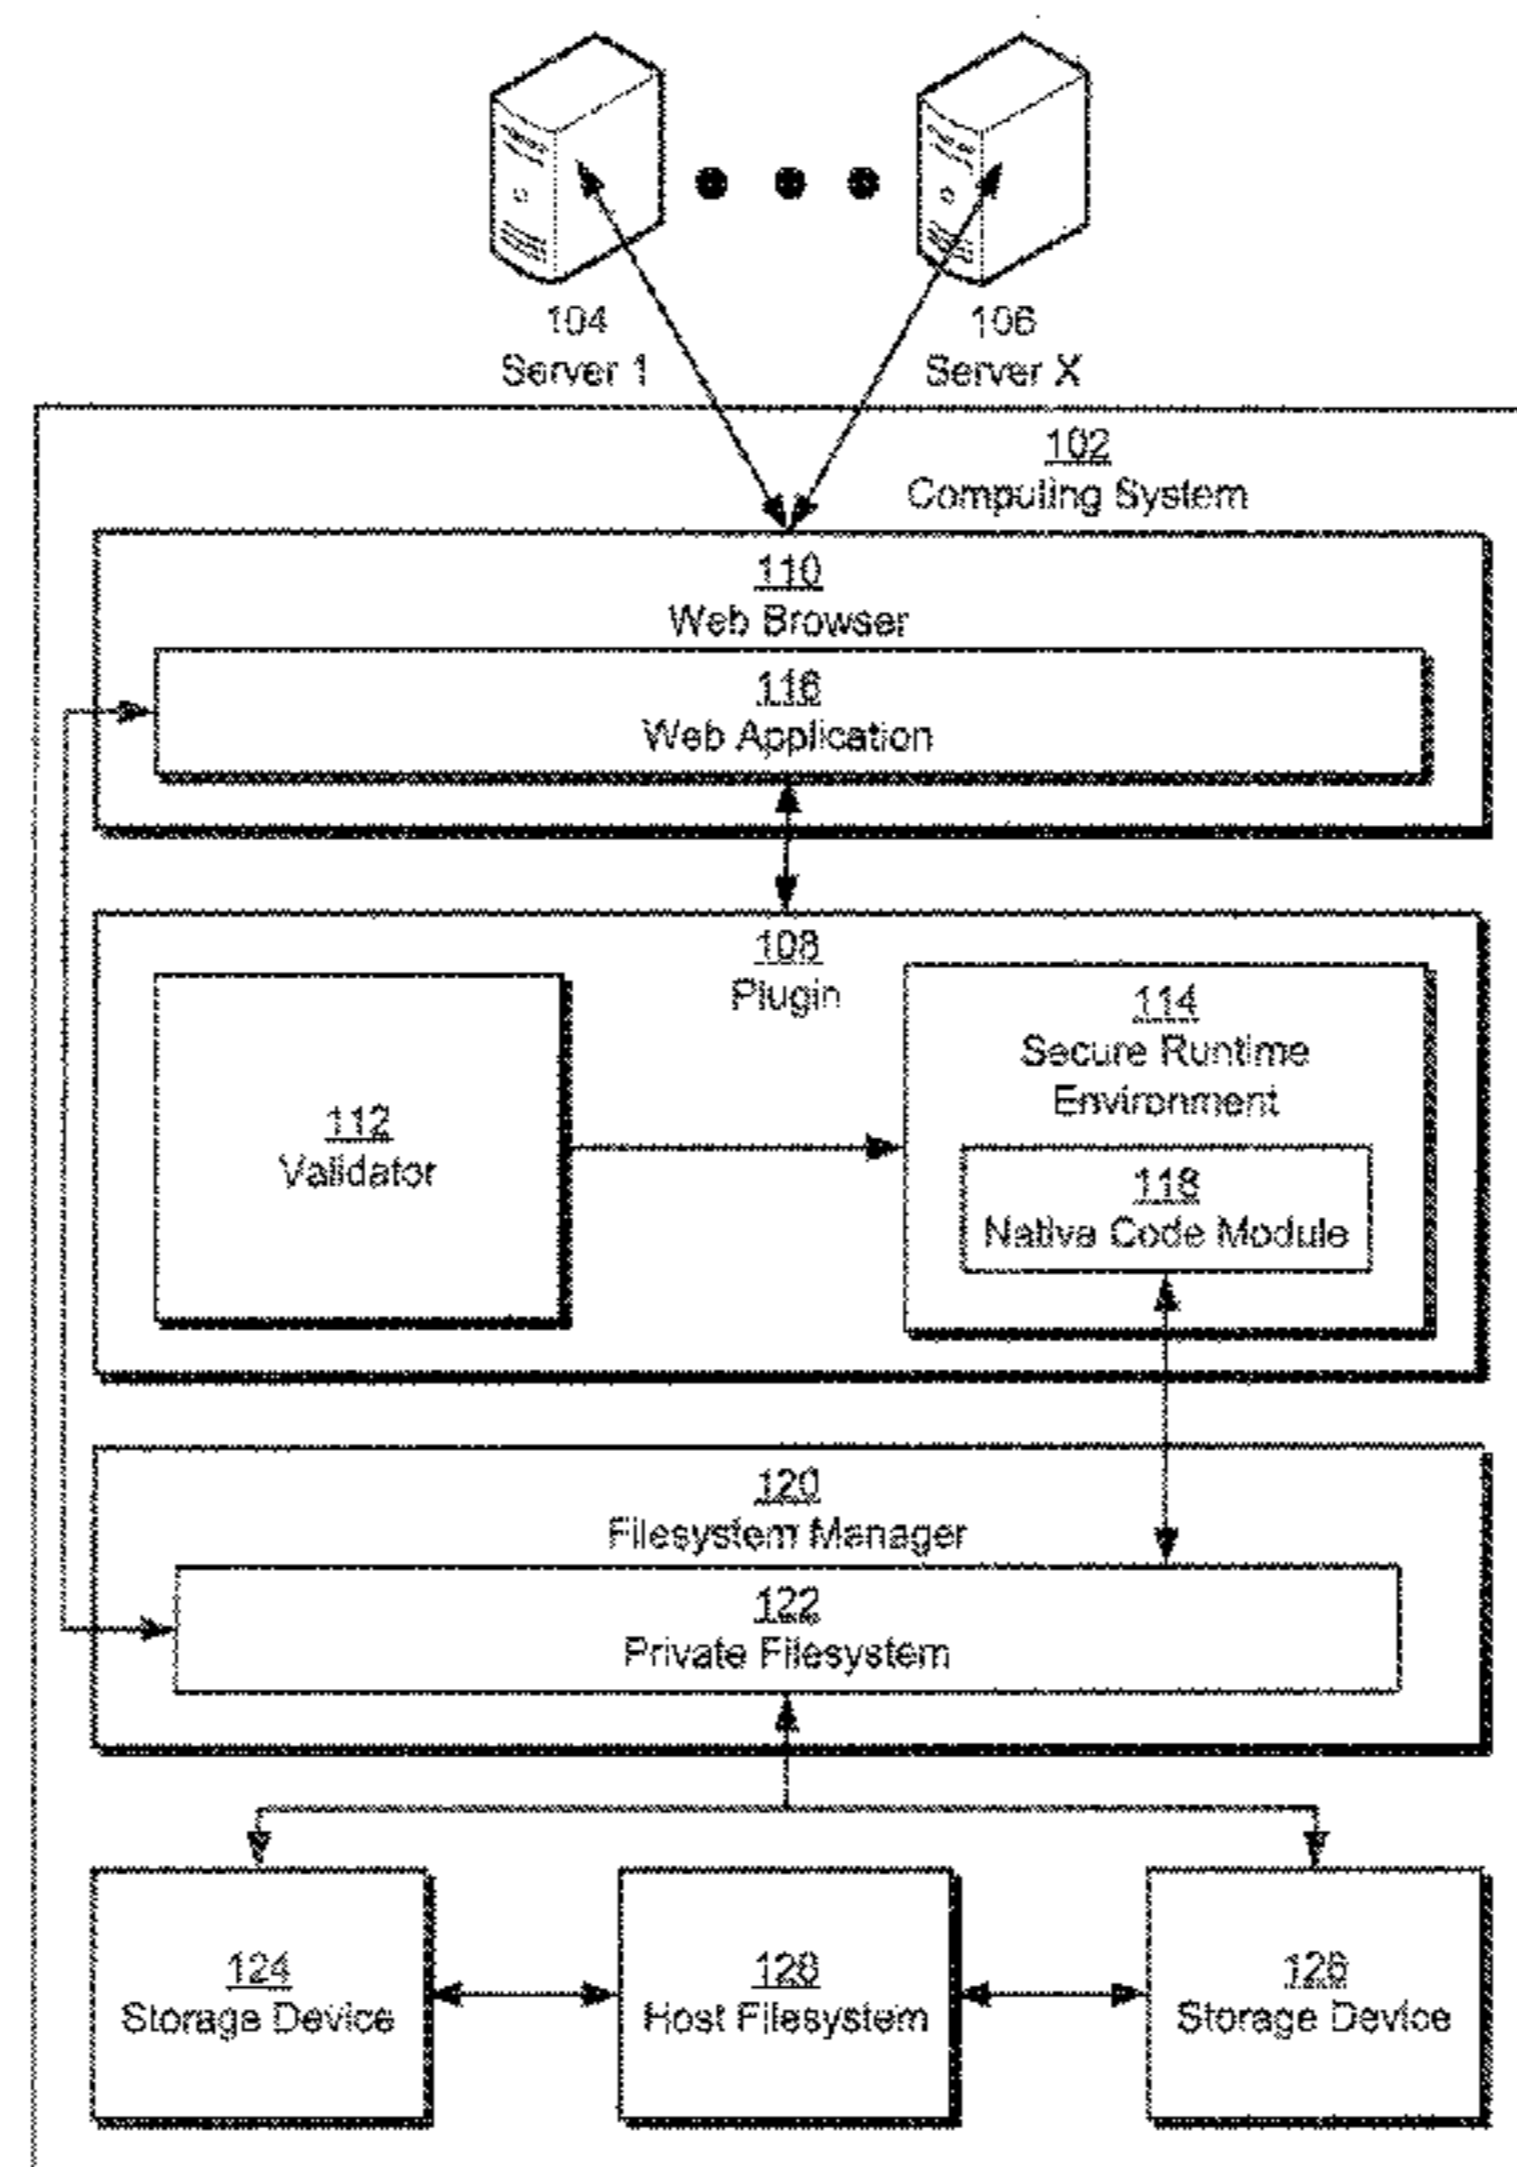 104
Server 1
106
Server X
102
Computing System
110
Web Browser
116
Web Application
108
Plugin
112
Validator
114
Secure Runtime
Environment
118
Native Code Module
120
Filesystem Manager
122
Private Filesystem
124
Storage Device
128
Host Filesystem
126
Storage Device